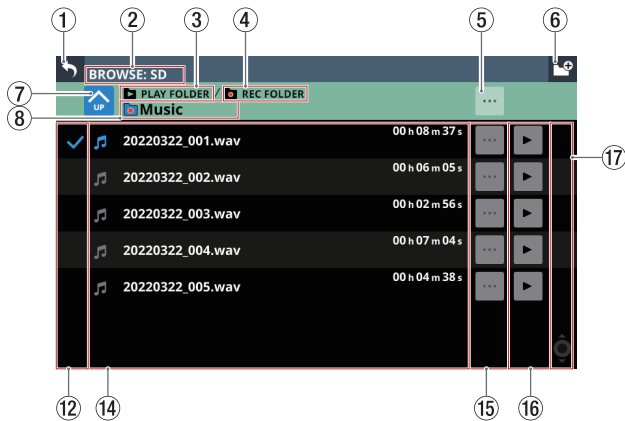 ① ② ③ ④ ⑤ ⑥
BROWSE: SD
⑦ UP PLAY FOLDER / REC FOLDER ...
⑧ Music
20220322_001.wav 00 h 08 m 37 s ... ⑰
20220322_002.wav 00 h 06 m 05 s ...
20220322_003.wav 00 h 02 m 56 s ...
20220322_004.wav 00 h 07 m 04 s ...
20220322_005.wav 00 h 04 m 38 s ...
⑫ ⑭ ⑮ ⑯